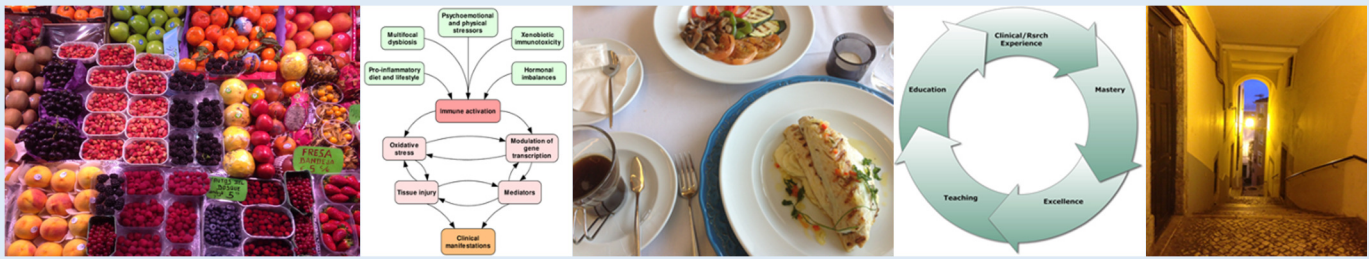 FRESA
Psychoemotional
and physical
stressors
Multifocal
dysbiosis
Xenobiotic
immunotoxicity
Pro-inflammatory
diet and lifestyle
Hormonal
imbalances
Immune activation
Oxidative
stress
Modulation of
gene
transcription
Tissue injury
Mediators
Clinical
manifestations
Clinical/Rsrch
Experience
Education
Mastery
Teaching
Excellence